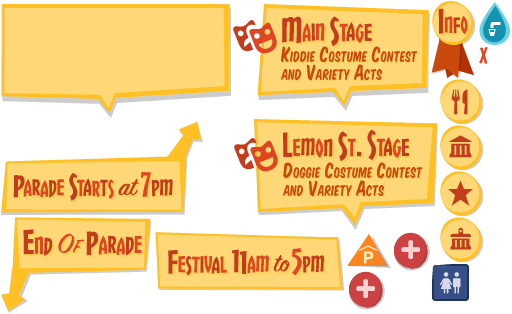 Main Stage
Kiddie Costume Contest
and Variety Acts
Info
X
Lemon St. Stage
Doggie Costume Contest
and Variety Acts
Parade Starts at 7pm
End Of Parade
Festival 11am to 5pm
P